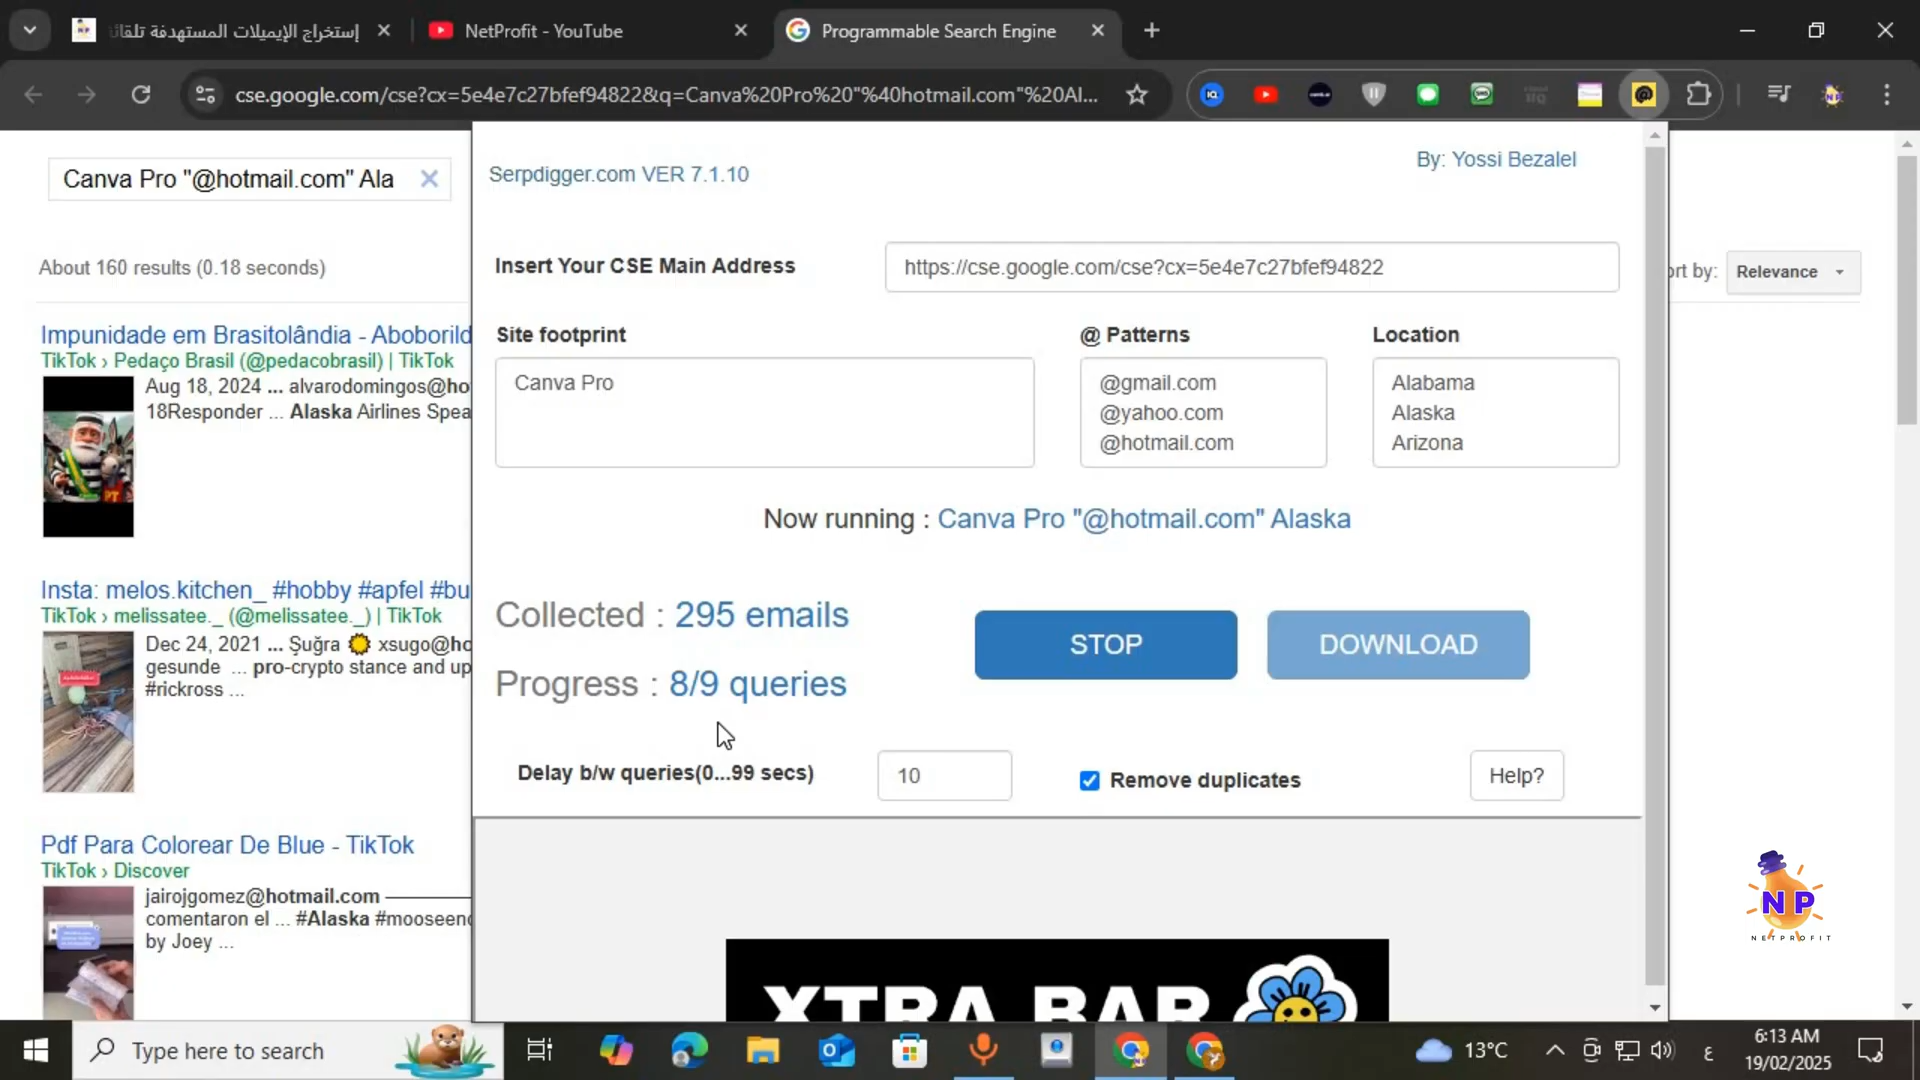 إستخراج الإيميلات المستهدفة تلقائ
NetProfit - YouTube
Programmable Search Engine
cse.google.com/cse?cx=5e4e7c27bfef94822&q=Canva%20Pro%20"%40hotmail.com"%20Al...
Canva Pro "@hotmail.com" Ala
About 160 results (0.18 seconds)
Impunidade em Brasitolândia - Aboborild
TikTok › Pedaço Brasil (@pedacobrasil) | TikTok
Aug 18, 2024 ... alvarodomingos@ho
18Responder ... Alaska Airlines Spea
Insta: melos.kitchen_ #hobby #apfel #bu
TikTok › melissatee._ (@melissatee._) | TikTok
Dec 24, 2021 ... Şuğra xsugo@ho
gesunde ... pro-crypto stance and up
#rickross ...
Pdf Para Colorear De Blue - TikTok
TikTok › Discover
jairojgomez@hotmail.com
comentaron el ... #Alaska #mooseenc
by Joey ...
Serpdigger.com VER 7.1.10
By: Yossi Bezalel
Insert Your CSE Main Address
https://cse.google.com/cse?cx=5e4e7c27bfef94822
Site footprint
@ Patterns
Location
Canva Pro
@gmail.com
@yahoo.com
@hotmail.com
Alabama
Alaska
Arizona
Now running : Canva Pro "@hotmail.com" Alaska
Collected : 295 emails
Progress : 8/9 queries
STOP
DOWNLOAD
Delay b/w queries(0...99 secs)
10
Remove duplicates
Help?
XTRA BAR
ort by:
Relevance
NP
NETPROFIT
Type here to search
13°C
ع
6:13 AM
19/02/2025